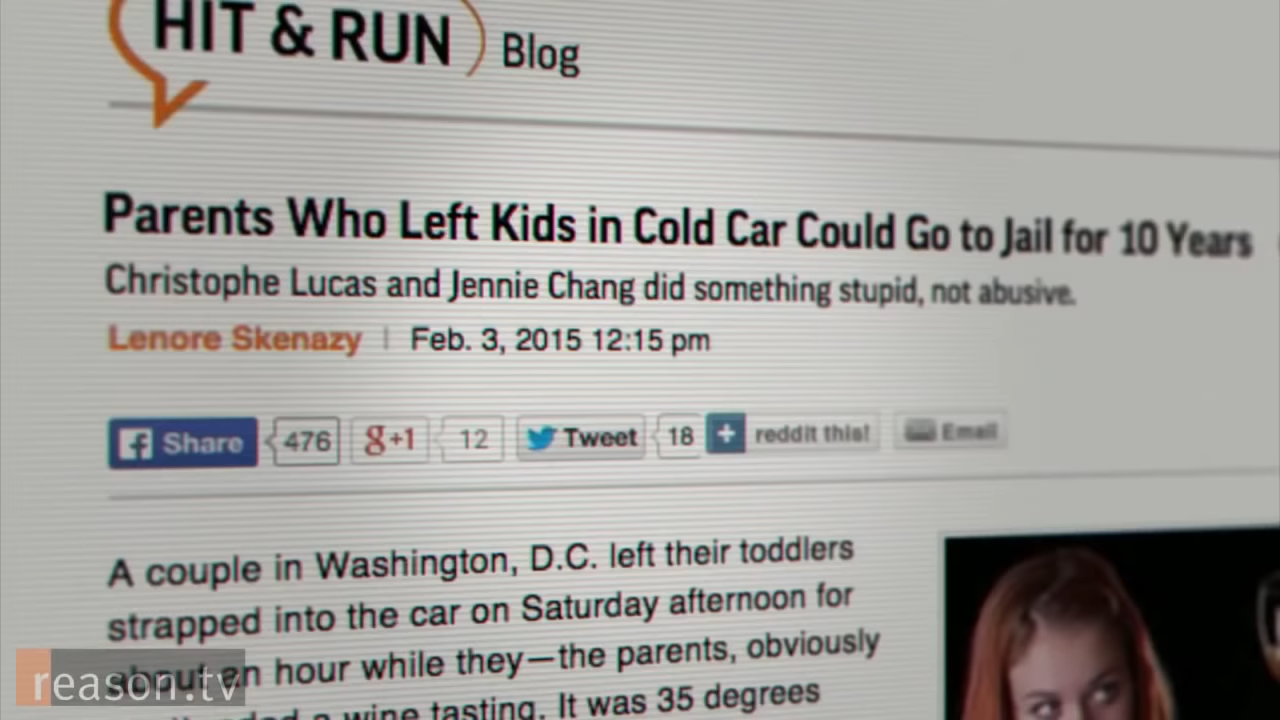 HIT & RUN Blog
Parents Who Left Kids in Cold Car Could Go to Jail for 10 Years
Christophe Lucas and Jennie Chang did something stupid, not abusive.
Lenore Skenazy | Feb. 3, 2015 12:15 pm
Share 476 g+1 12 Tweet 18 + reddit this! Email
A couple in Washington, D.C. left their toddlers
strapped into the car on Saturday afternoon for
about an hour while they—the parents, obviously
a wine tasting. It was 35 degrees
reason.tv